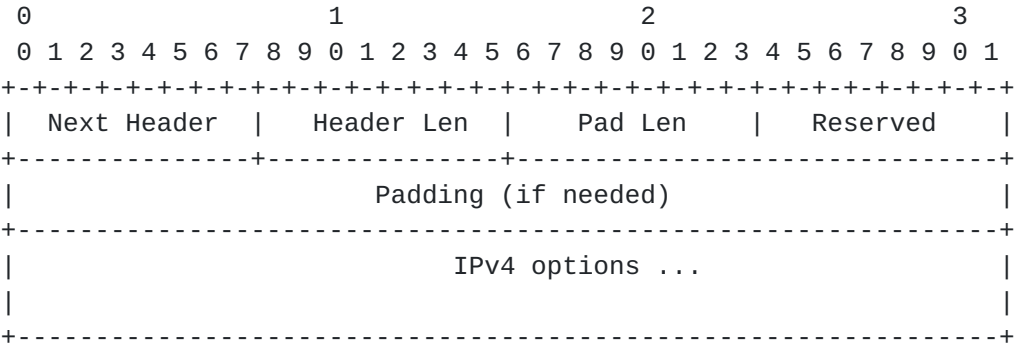 0                   1                   2                   3
 0 1 2 3 4 5 6 7 8 9 0 1 2 3 4 5 6 7 8 9 0 1 2 3 4 5 6 7 8 9 0 1
+-+-+-+-+-+-+-+-+-+-+-+-+-+-+-+-+-+-+-+-+-+-+-+-+-+-+-+-+-+-+-+-+
|  Next Header  |   Header Len  |    Pad Len    |   Reserved    |
+---------------+---------------+-------------------------------+
|                       Padding (if needed)                     |
+---------------------------------------------------------------+
|                            IPv4 options ...                   |
|                                                               |
+---------------------------------------------------------------+